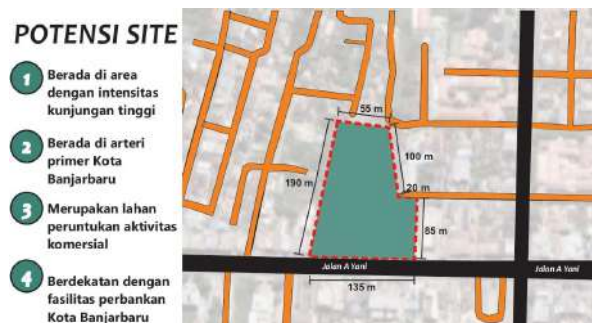 POTENSI SITE
1
Berada di area
dengan intensitas
kunjungan tinggi
2
Berada di arteri
primer Kota
Banjarbaru
3
Merupakan lahan
peruntukan aktivitas
komersial
4
Berdekatan dengan
fasilitas perbankan
Kota Banjarbaru
55 m
100 m
190 m
20 m
85 m
Jalan A Yani
Jalan A Yani
135 m